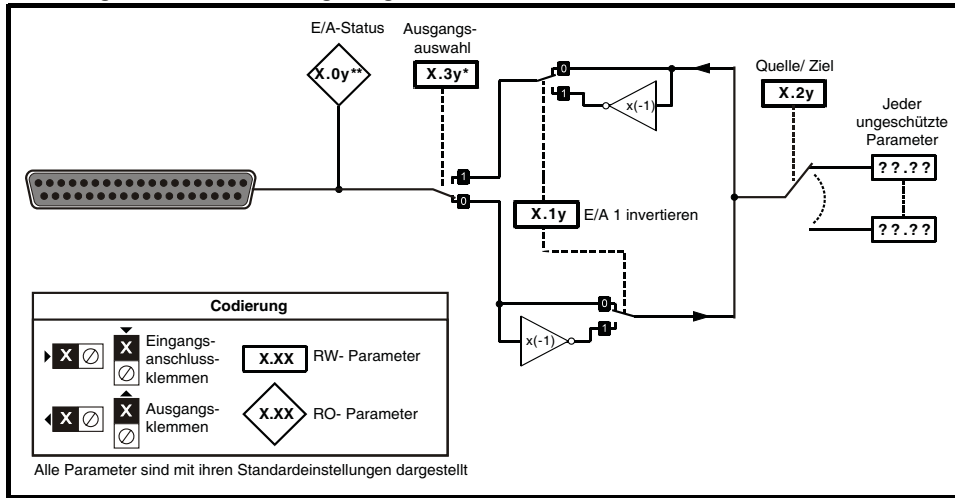 E/A-Status
X.0y**
Ausgangs-
auswahl
X.3y*
0
1
x(-1)
Quelle/ Ziel
X.2y
Jeder
ungeschützte
Parameter
??.??
??.??
1
0
X.1y
E/A 1 invertieren
0
1
x(-1)
Codierung
X
X
Eingangs-
anschluss-
klemmen
X.XX
RW- Parameter
X
X
Ausgangs-
klemmen
X.XX
RO- Parameter
Alle Parameter sind mit ihren Standardeinstellungen dargestellt